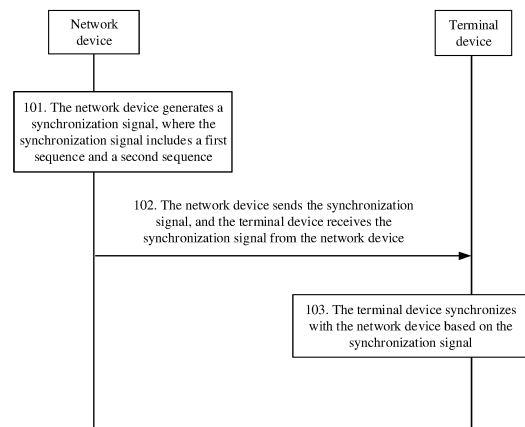 Network
device
Terminal
device
101. The network device generates a
synchronization signal, where the
synchronization signal includes a first
sequence and a second sequence
102. The network device sends the synchronization
signal, and the terminal device receives the
synchronization signal from the network device
103. The terminal device synchronizes
with the network device based on the
synchronization signal